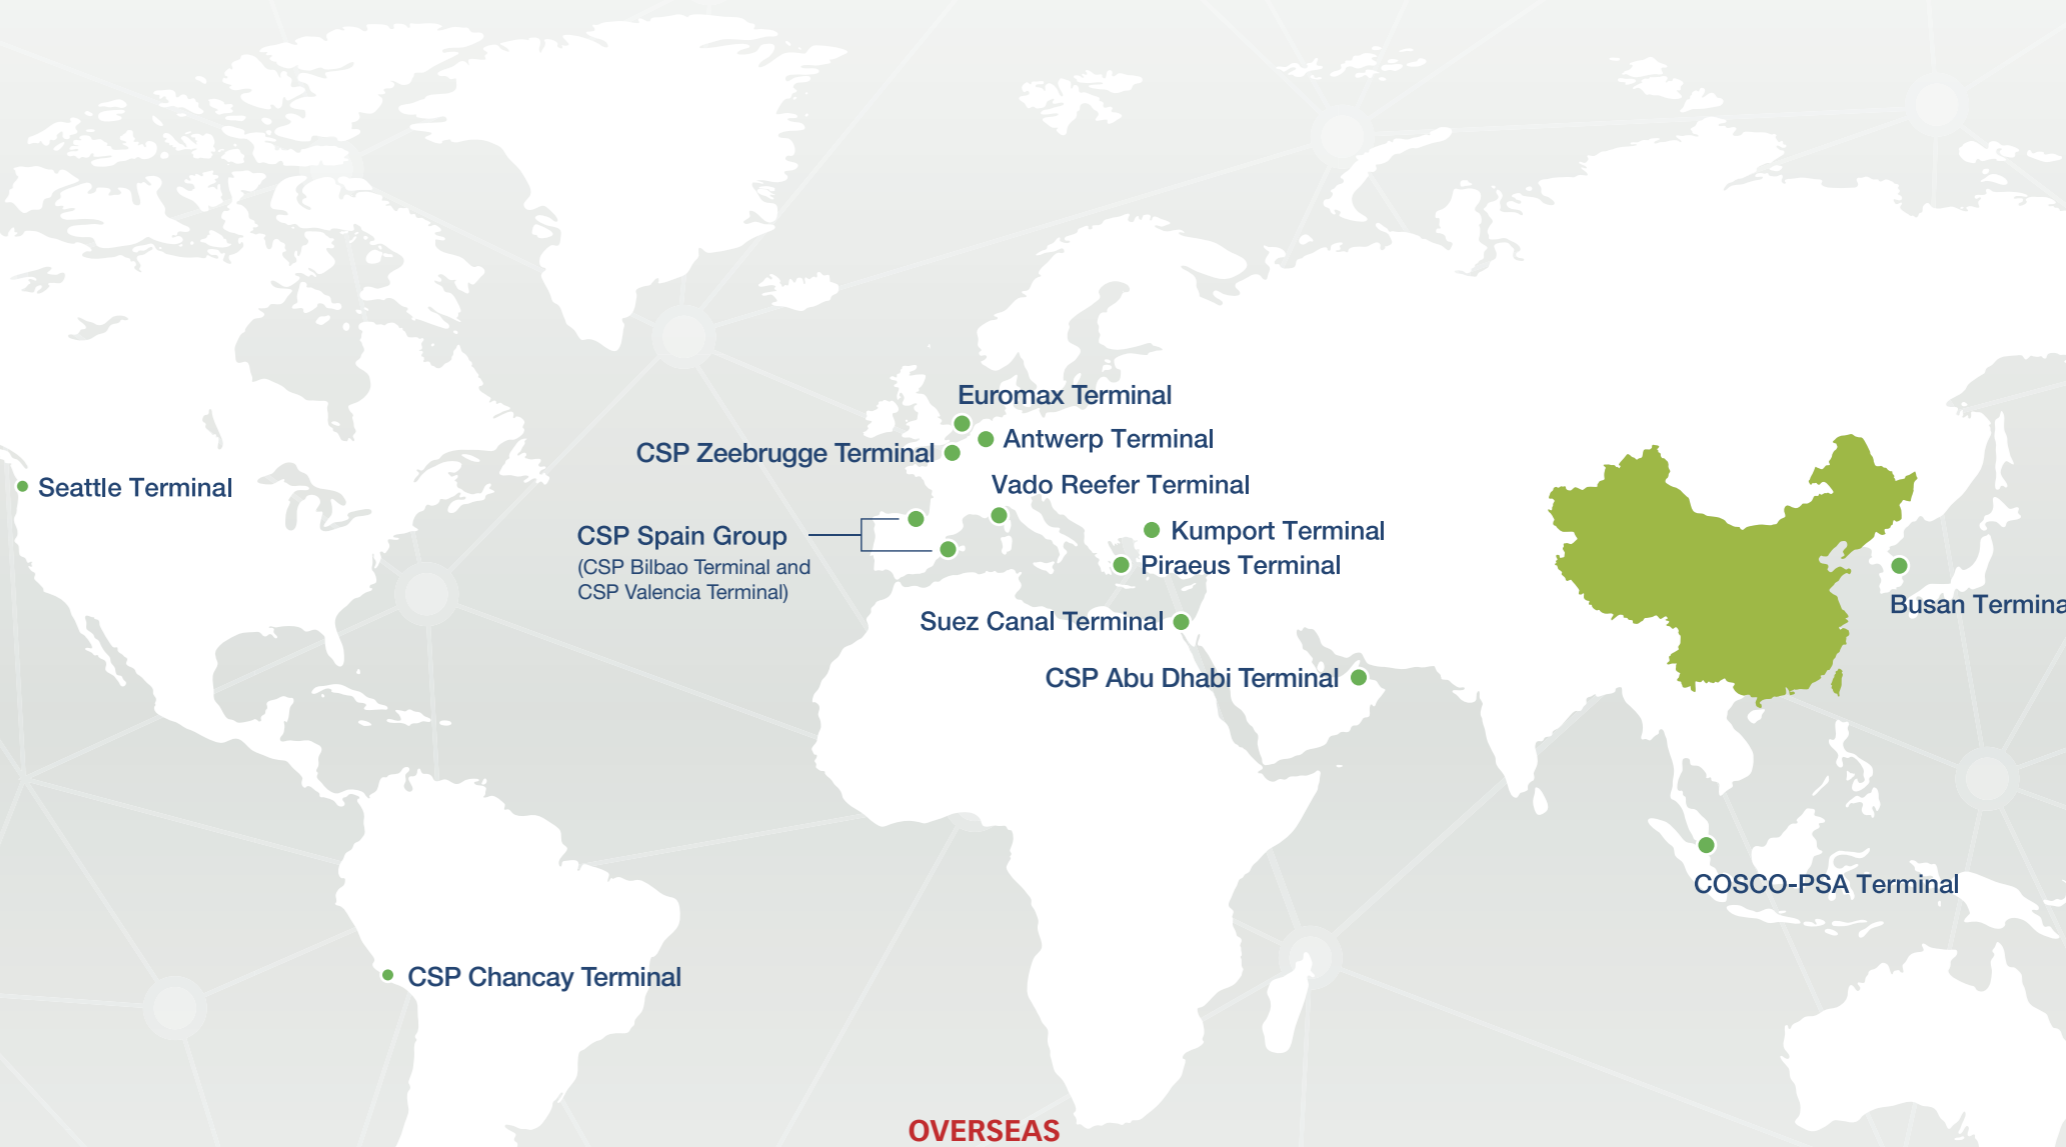 Euromax Terminal
Antwerp Terminal
CSP Zeebrugge Terminal
Seattle Terminal
Vado Reefer Terminal
CSP Spain Group
(CSP Bilbao Terminal and
CSP Valencia Terminal)
Kumport Terminal
Piraeus Terminal
Busan Termina
Suez Canal Terminal
CSP Abu Dhabi Terminal
COSCO-PSA Terminal
CSP Chancay Terminal
OVERSEAS